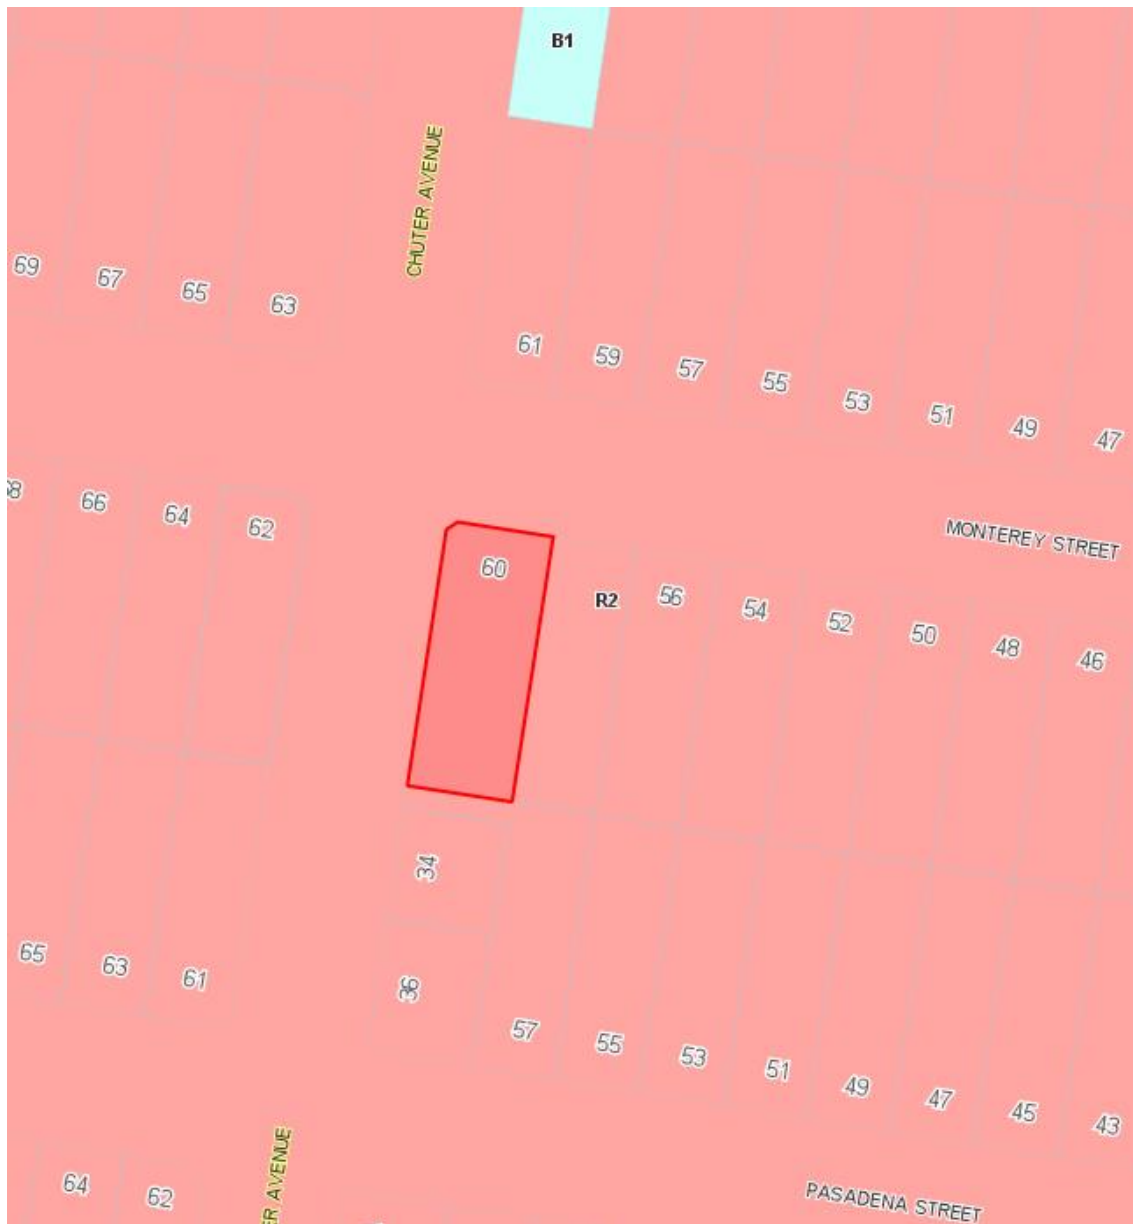 B1
CHUTER AVENUE
69 67 65 63
61 59 57 55 53 51 49 47
MONTEREY STREET
66 64 62
60
R2
56 54 52 50 48 46
34
36
65 63 61
57 55 53 51 49 47 45 43
64 62
ER AVENUE
PASADENA STREET